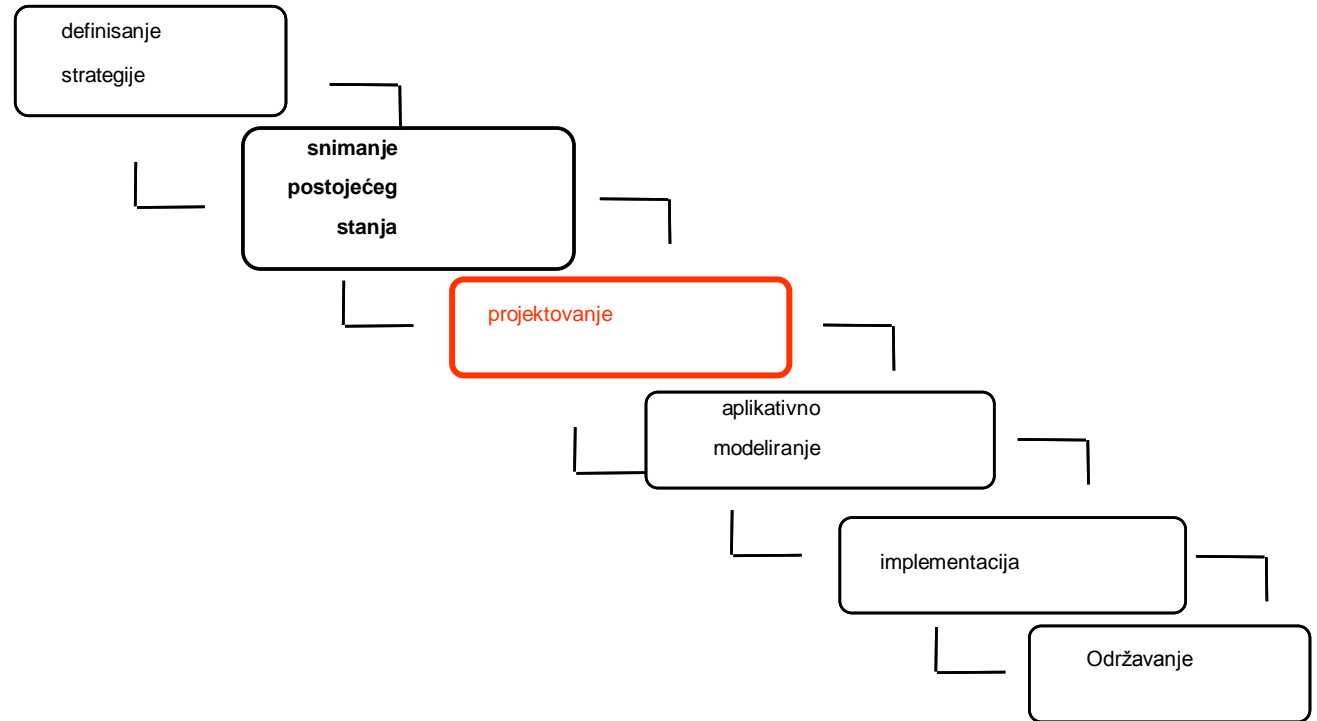 definisanje
strategije
snimanje
postojećeg
stanja
projektovanje
aplikativno
modeliranje
implementacija
Održavanje